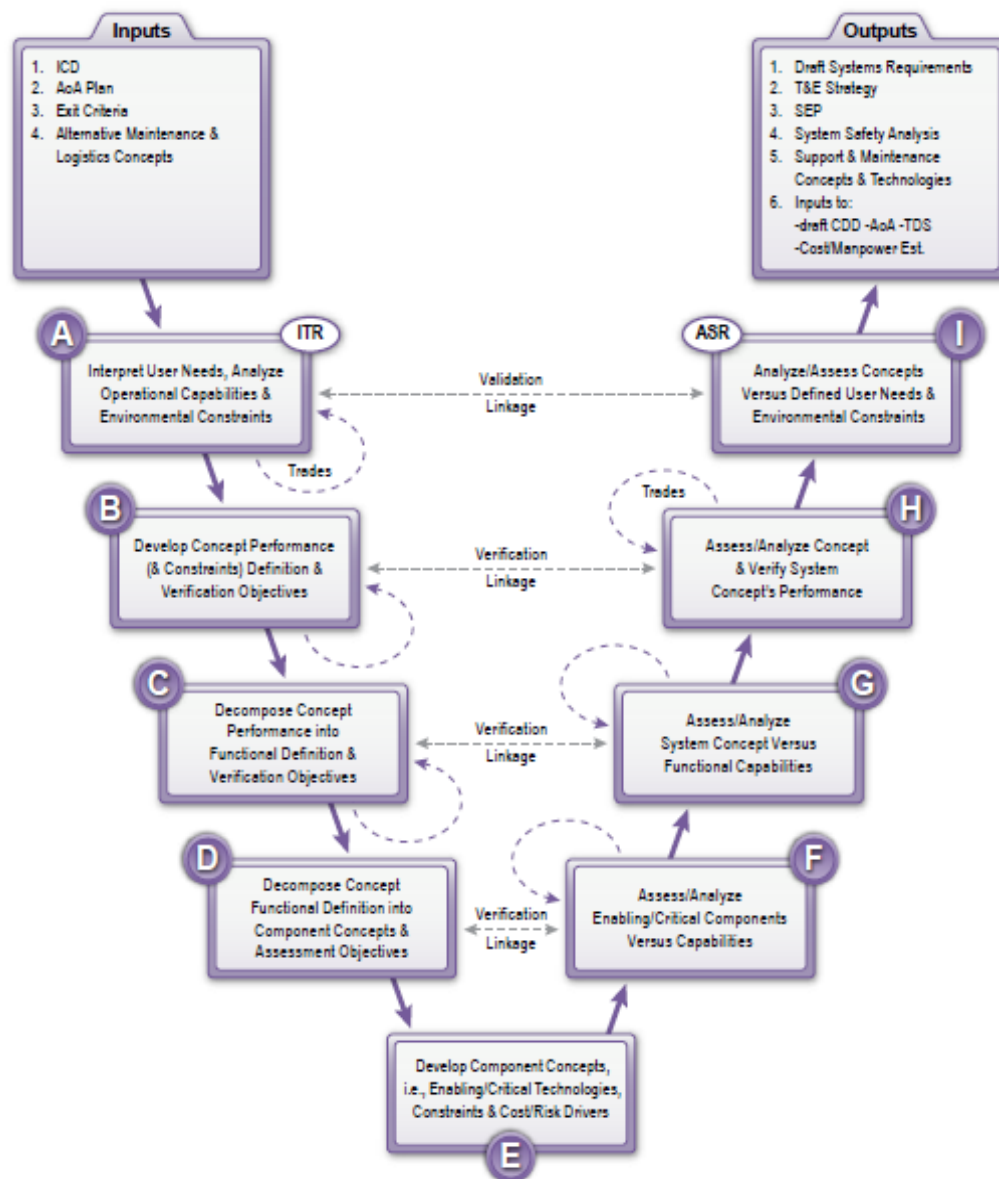 Inputs
1. ICD
2. AoA Plan
3. Exit Criteria
4. Alternative Maintenance &
Logistics Concepts
Outputs
1. Draft Systems Requirements
2. T&E Strategy
3. SEP
4. System Safety Analysis
5. Support & Maintenance
Concepts & Technologies
6. Inputs to:
-draft CDD -AoA -TDS
-Cost/Manpower Est.
A
ITR
Interpret User Needs, Analyze
Operational Capabilities &
Environmental Constraints
Validation
Linkage
ASR
I
Analyze/Assess Concepts
Versus Defined User Needs &
Environmental Constraints
Trades
Trades
B
Develop Concept Performance
(& Constraints) Definition &
Verification Objectives
Verification
Linkage
H
Assess/Analyze Concept
& Verify System
Concept's Performance
C
Decompose Concept
Performance into
Functional Definition &
Verification Objectives
Verification
Linkage
G
Assess/Analyze
System Concept Versus
Functional Capabilities
D
Decompose Concept
Functional Definition into
Component Concepts &
Assessment Objectives
Verification
Linkage
F
Assess/Analyze
Enabling/Critical Components
Versus Capabilities
Develop Component Concepts,
i.e., Enabling/Critical Technologies,
Constraints & Cost/Risk Drivers
E